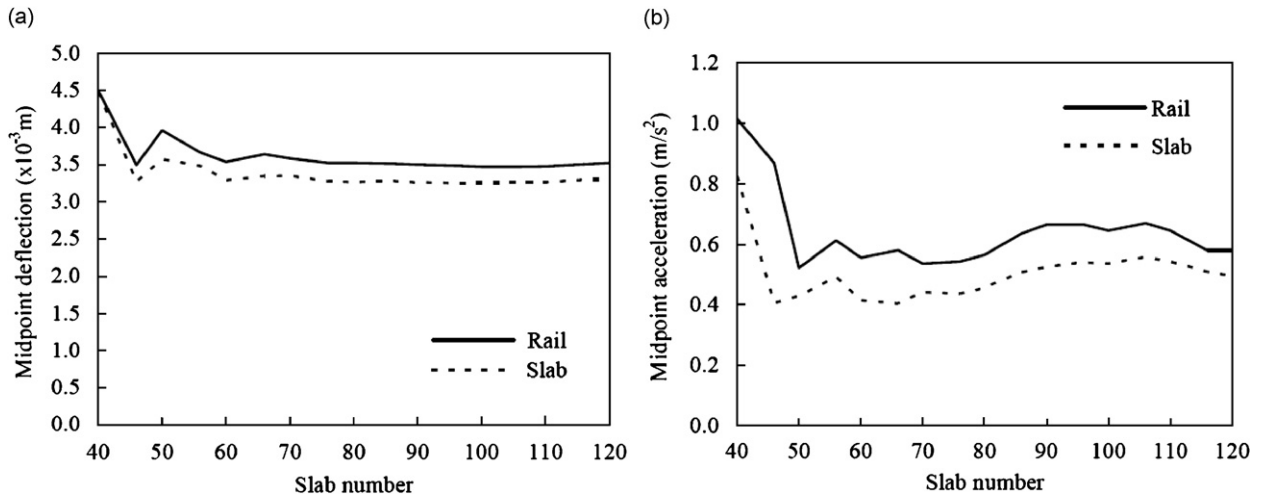 (a)
5.0
4.5
4.0
3.5
3.0
2.5
2.0
1.5
1.0
0.5
0.0
Midpoint deflection (x10-3m)
Rail
Slab
40 50 60 70 80 90 100 110 120
Slab number
(b)
1.2
1.0
0.8
0.6
0.4
0.2
0.0
Midpoint acceleration (m/s2)
Rail
Slab
40 50 60 70 80 90 100 110 120
Slab number